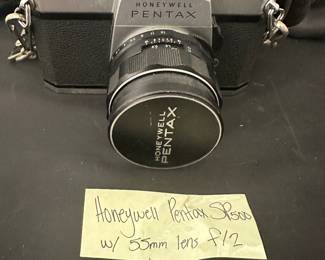 HONEYWELL
PENTAX
HONEYWELL
PENTAX
Honeywell Pentax SP500
w/ 55mm lens f/2